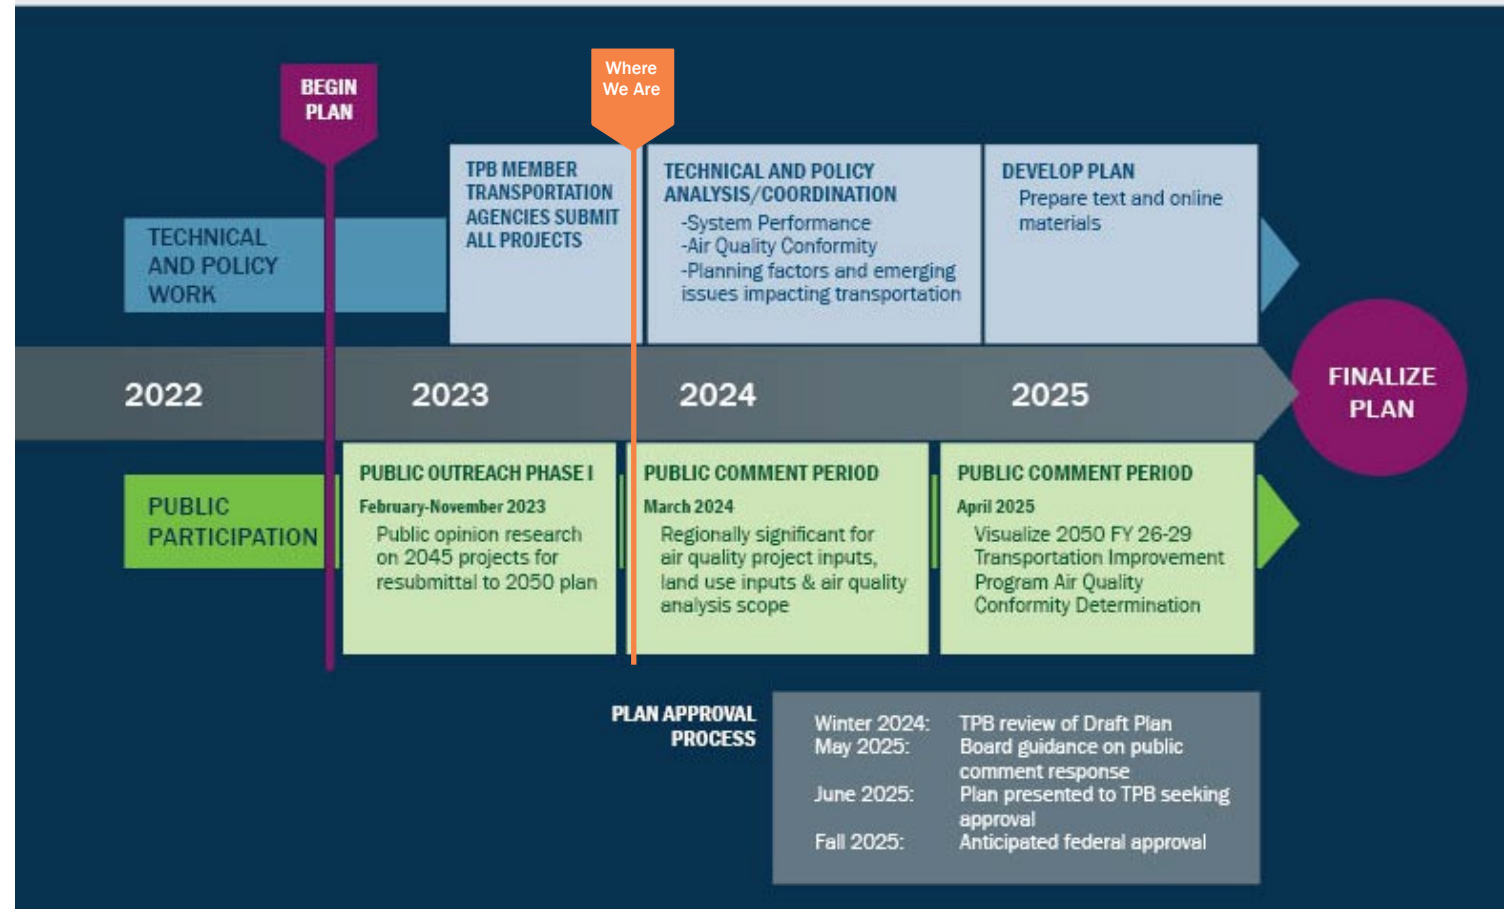 BEGIN
PLAN
Where
We Are
TECHNICAL
AND POLICY
WORK
TPB MEMBER
TRANSPORTATION
AGENCIES SUBMIT
ALL PROJECTS
TECHNICAL AND POLICY
ANALYSIS/COORDINATION
-System Performance
-Air Quality Conformity
-Planning factors and emerging
issues impacting transportation
DEVELOP PLAN
Prepare text and online
materials
2022
2023
2024
2025
FINALIZE
PLAN
PUBLIC
PARTICIPATION
PUBLIC OUTREACH PHASE I
February-November 2023
Public opinion research
on 2045 projects for
resubmittal to 2050 plan
PUBLIC COMMENT PERIOD
March 2024
Regionally significant for
air quality project inputs,
land use inputs & air quality
analysis scope
PUBLIC COMMENT PERIOD
April 2025
Visualize 2050 FY 26-29
Transportation Improvement
Program Air Quality
Conformity Determination
PLAN APPROVAL
PROCESS
Winter 2024: TPB review of Draft Plan
May 2025: Board guidance on public
comment response
June 2025: Plan presented to TPB seeking
approval
Fall 2025: Anticipated federal approval